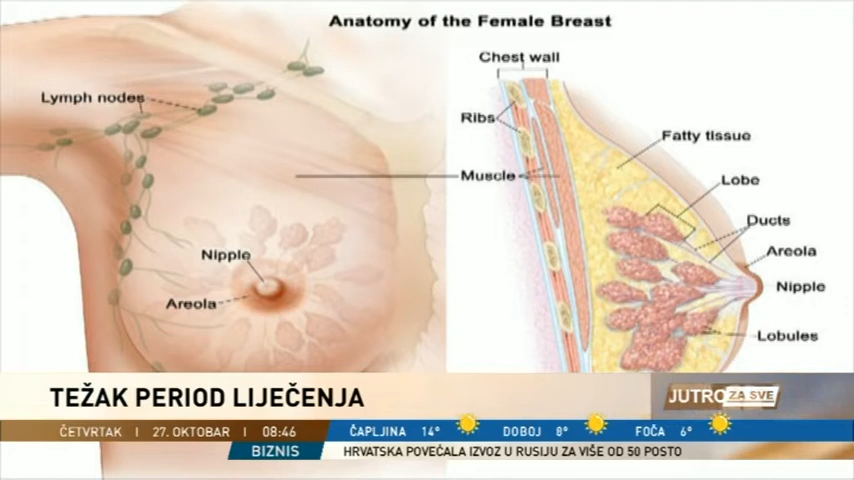 Anatomy of the Female Breast
Chest wall
Lymph nodes
Ribs
Fatty tissue
Muscle
Lobe
Ducts
Nipple
Areola
Areola
Nipple
Lobules
TEŽAK PERIOD LIJEČENJA
JUTRO ZA SVE
ČETVRTAK | 27. OKTOBAR | 08:46
ČAPLJINA 14° DOBOJ 8° FOČA 6°
BIZNIS HRVATSKA POVEĆALA IZVOZ U RUSIJU ZA VIŠE OD 50 POSTO